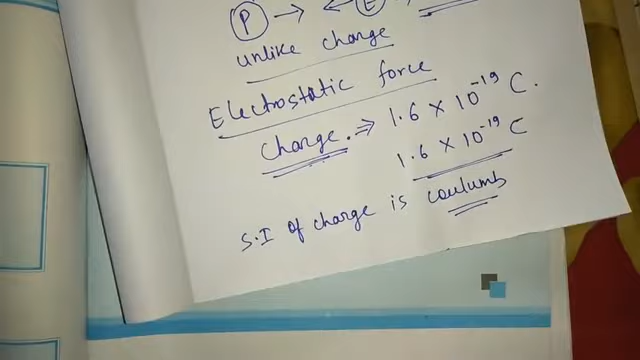 P → ← E
unlike charge
Electrostatic force
charge. ⇒ 1.6 × 10⁻¹⁹ C.
1.6 × 10⁻¹⁹ C
S.I of charge is coulumb